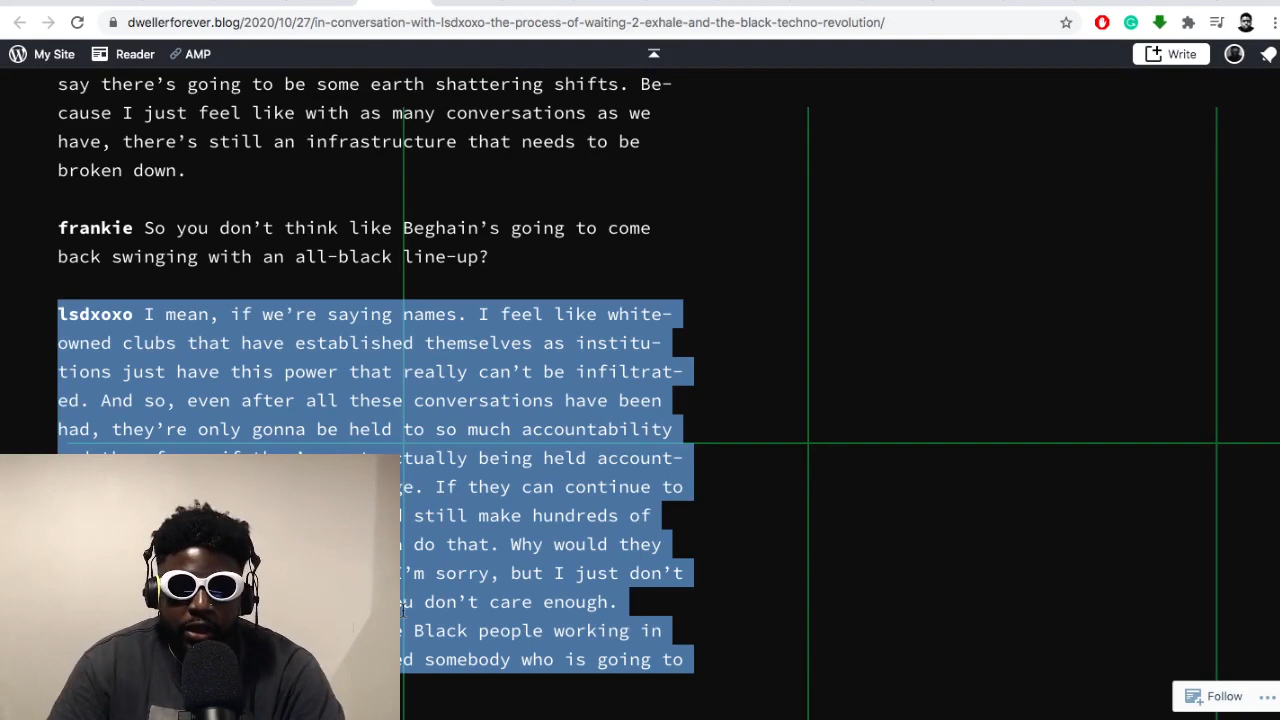 dwellerforever.blog/2020/10/27/in-conversation-with-lsdxoxo-the-process-of-waiting-2-exhale-and-the-black-techno-revolution/
My Site Reader AMP Write
say there's going to be some earth shattering shifts. Be-
cause I just feel like with as many conversations as we
have, there's still an infrastructure that needs to be
broken down.
frankie So you don't think like Beghain's going to come
back swinging with an all-black line-up?
lsdxoxo I mean, if we're saying names. I feel like white-
owned clubs that have established themselves as institu-
tions just have this power that really can't be infiltrat-
ed. And so, even after all these conversations have been
had, they're only gonna be held to so much accountability
actually being held account-
If they can continue to
still make hundreds of
do that. Why would they
I'm sorry, but I just don't
don't care enough.
Black people working in
somebody who is going to
Follow